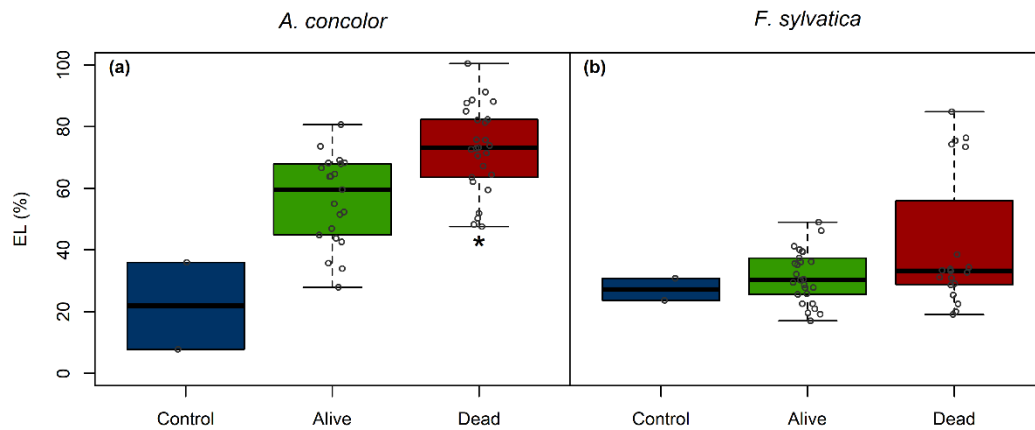 A. concolor
F. sylvatica
(a)
(b)
EL (%)
100
80
60
40
20
0
*
Control
Alive
Dead
Control
Alive
Dead